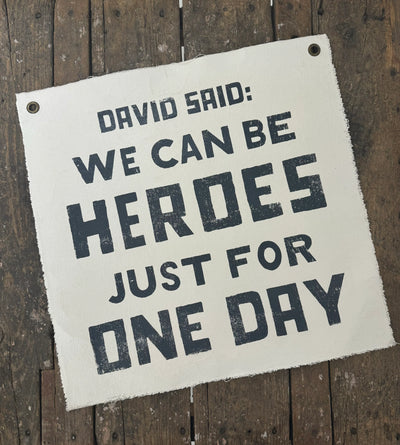 DAVID SAID:
WE CAN BE
HEROES
JUST FOR
ONE DAY